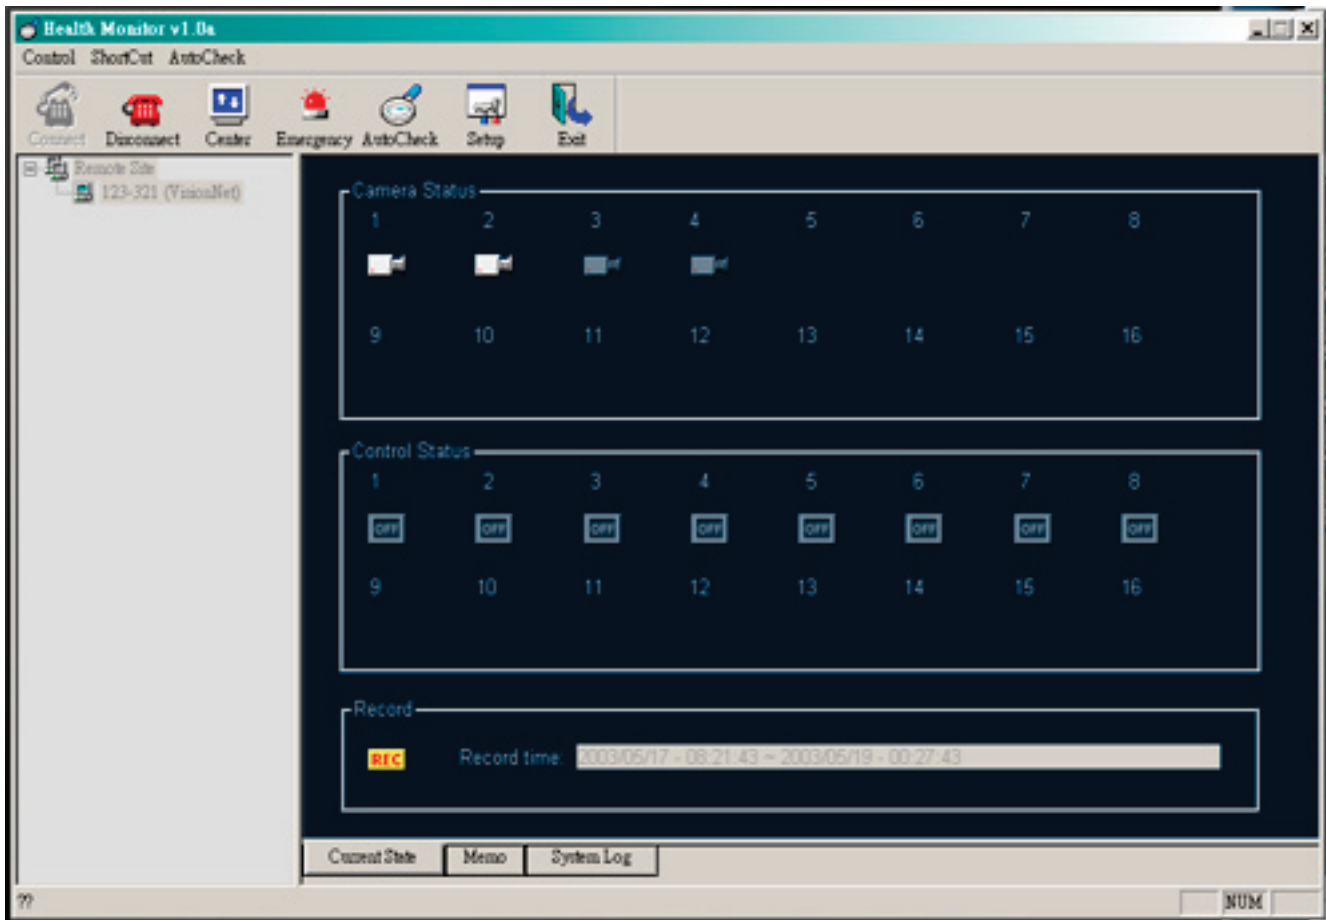 Health Monitor v1.0a
Control ShortCut AutoCheck
Connect Disconnect Center Emergency AutoCheck Setup Exit
Remote Site
123-321 (VisionNet)
Camera Status
1 2 3 4 5 6 7 8
9 10 11 12 13 14 15 16
Control Status
1 2 3 4 5 6 7 8
OFF OFF OFF OFF OFF OFF OFF OFF
9 10 11 12 13 14 15 16
Record
REC Record time: 2003/05/17 - 08:21:43 ~ 2003/05/19 - 00:27:43
Current State Memo System Log
?? NUM